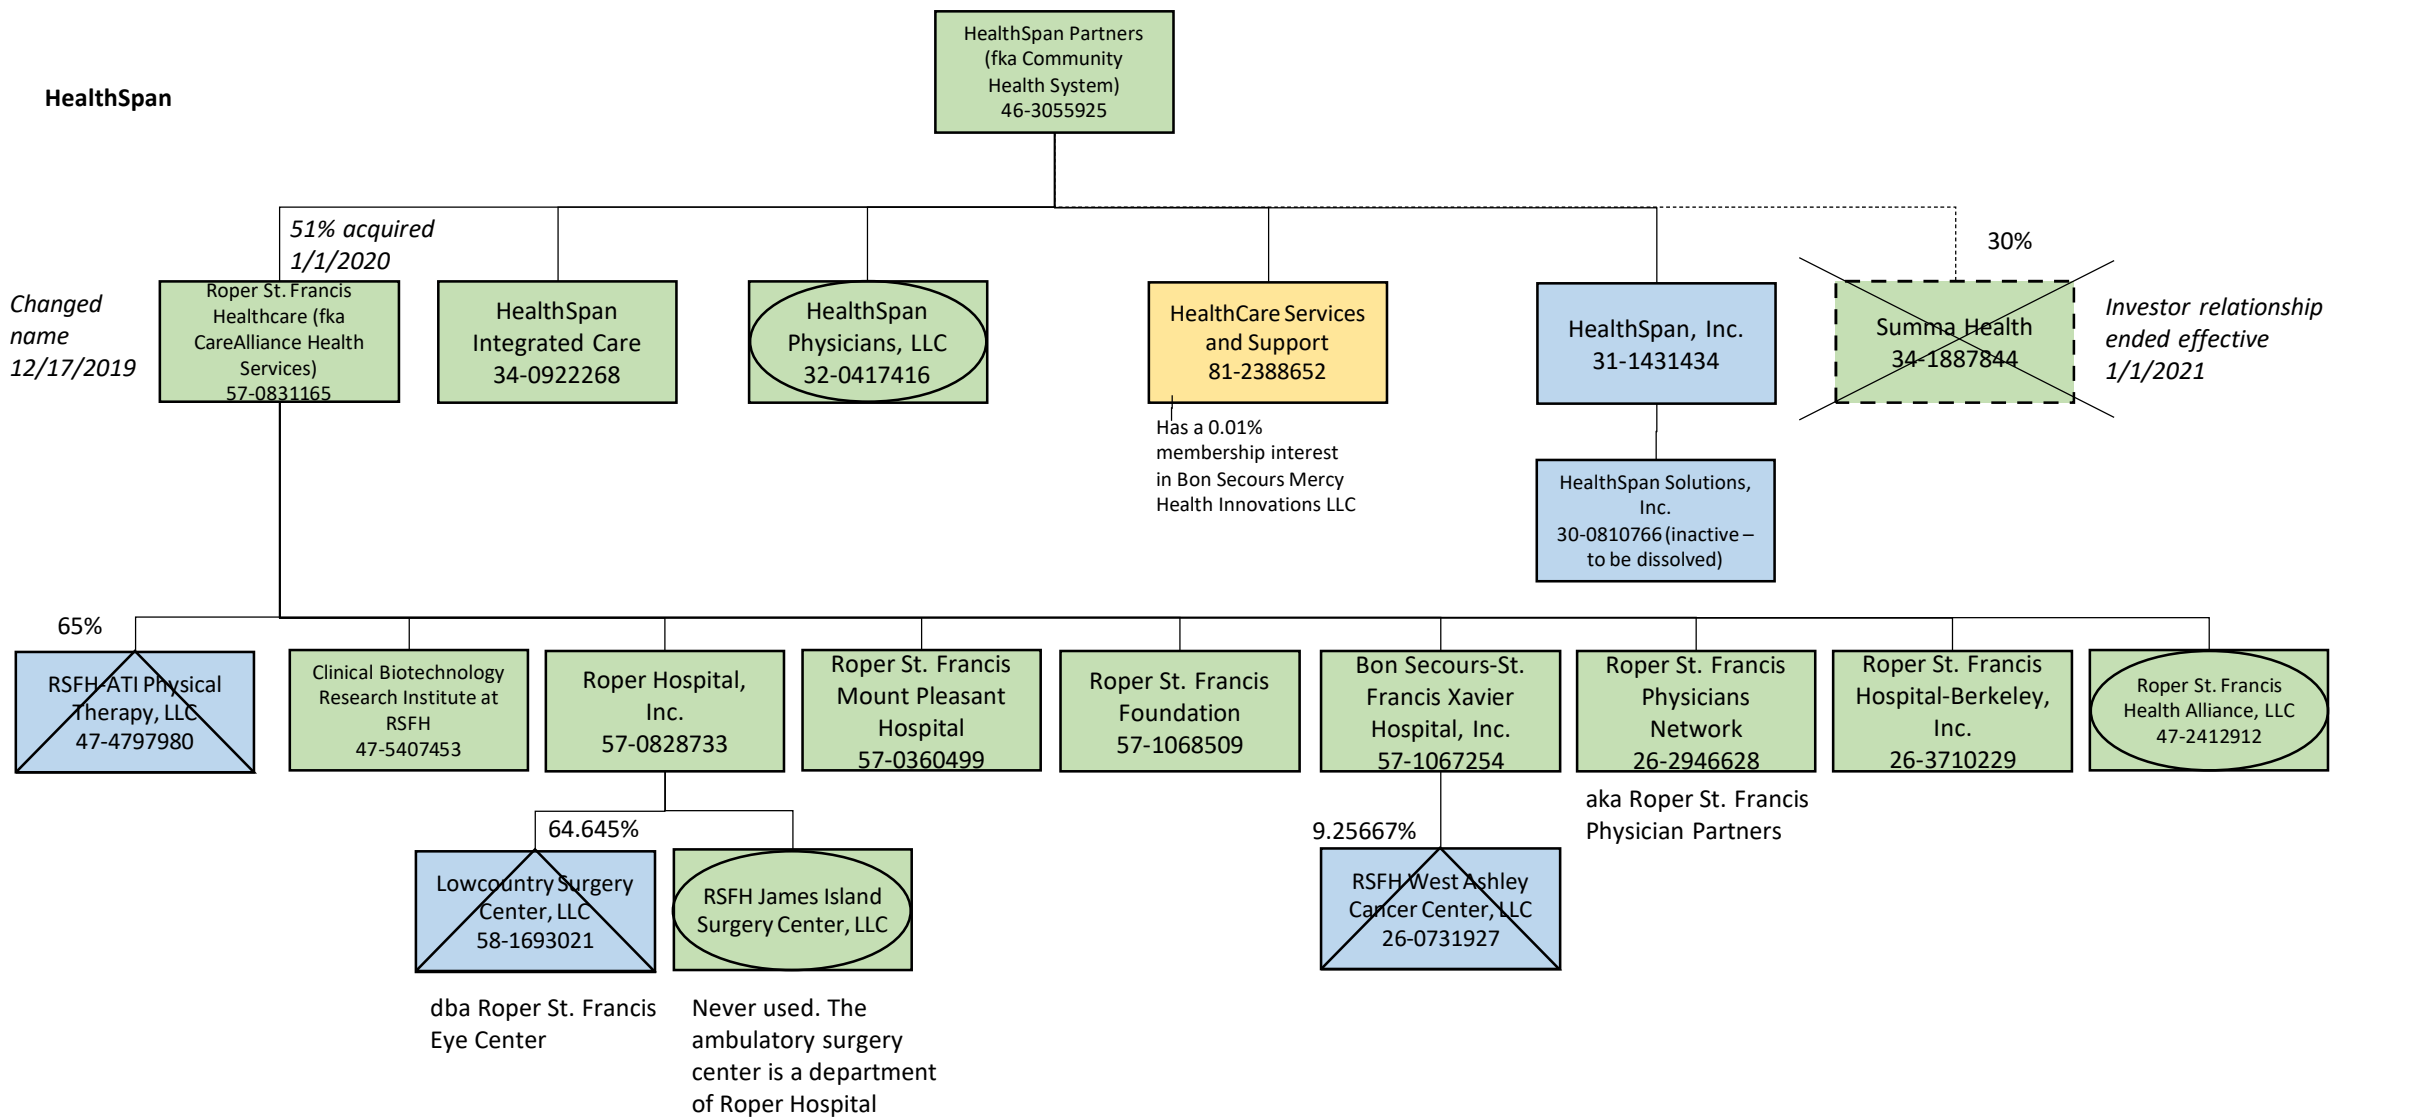 HealthSpan Partners
(fka Community
Health System)
46-3055925
HealthSpan
51% acquired
1/1/2020
30%
Changed
name
12/17/2019
Roper St. Francis
Healthcare (fka
CareAlliance Health
Services)
57-0831165
HealthSpan
Integrated Care
34-0922268
HealthSpan
Physicians, LLC
32-0417416
HealthCare Services
and Support
81-2388652
HealthSpan, Inc.
31-1431434
Summa Health
34-1887844
Investor relationship
ended effective
1/1/2021
Has a 0.01%
membership interest
in Bon Secours Mercy
Health Innovations LLC
HealthSpan Solutions,
Inc.
30-0810766 (inactive –
to be dissolved)
65%
RSFH-ATI Physical
Therapy, LLC
47-4797980
Clinical Biotechnology
Research Institute at
RSFH
47-5407453
Roper Hospital,
Inc.
57-0828733
Roper St. Francis
Mount Pleasant
Hospital
57-0360499
Roper St. Francis
Foundation
57-1068509
Bon Secours-St.
Francis Xavier
Hospital, Inc.
57-1067254
Roper St. Francis
Physicians
Network
26-2946628
Roper St. Francis
Hospital-Berkeley,
Inc.
26-3710229
Roper St. Francis
Health Alliance, LLC
47-2412912
aka Roper St. Francis
Physician Partners
64.645%
9.25667%
Lowcountry Surgery
Center, LLC
58-1693021
RSFH James Island
Surgery Center, LLC
RSFH West Ashley
Cancer Center, LLC
26-0731927
dba Roper St. Francis
Eye Center
Never used. The
ambulatory surgery
center is a department
of Roper Hospital